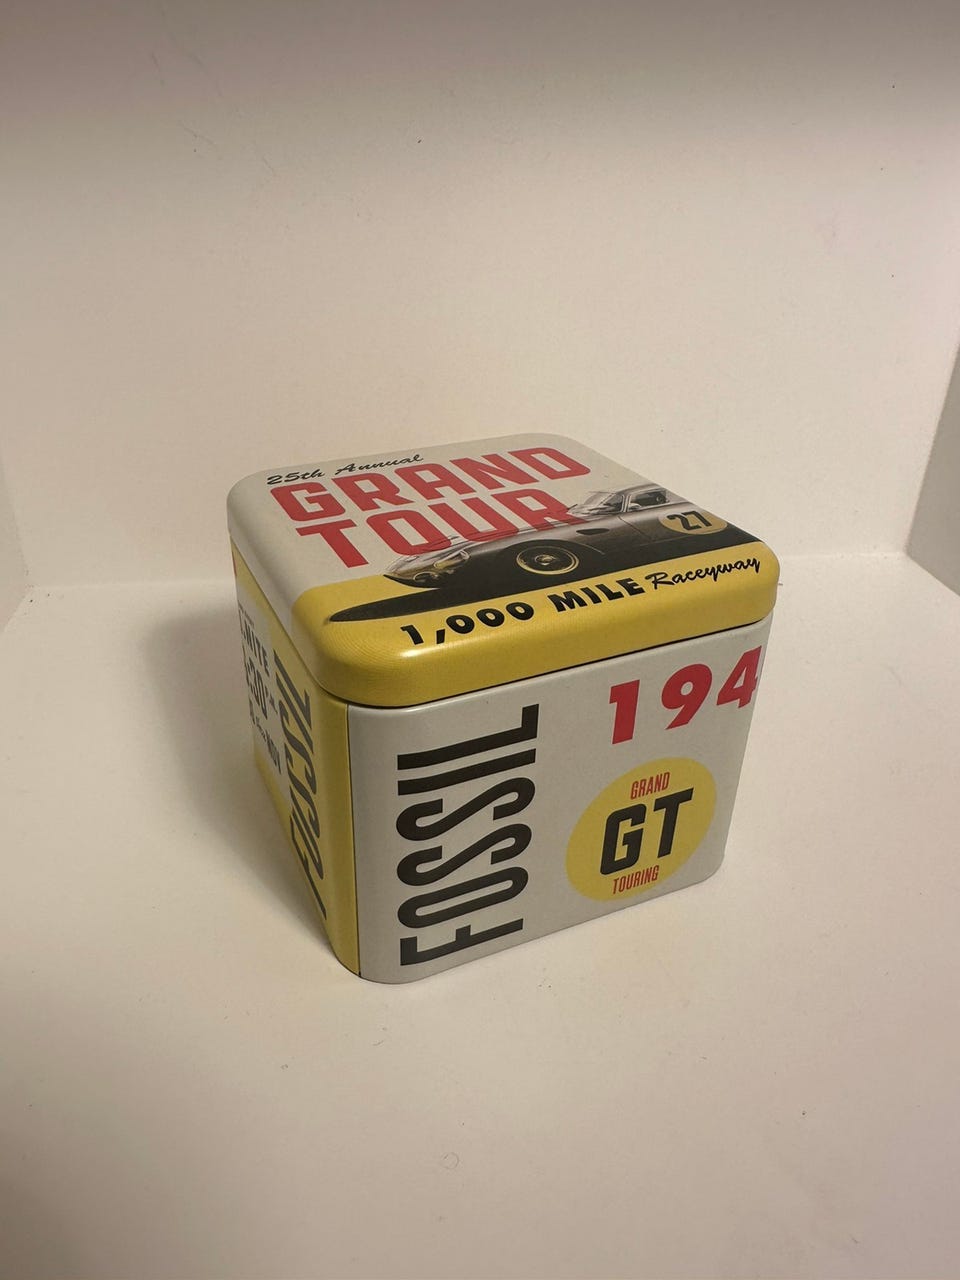 25th Annual
GRAND
TOUR
27
1,000 MILE Raceyway
194
FOSSIL
GRAND
GT
TOURING
FOSSIL